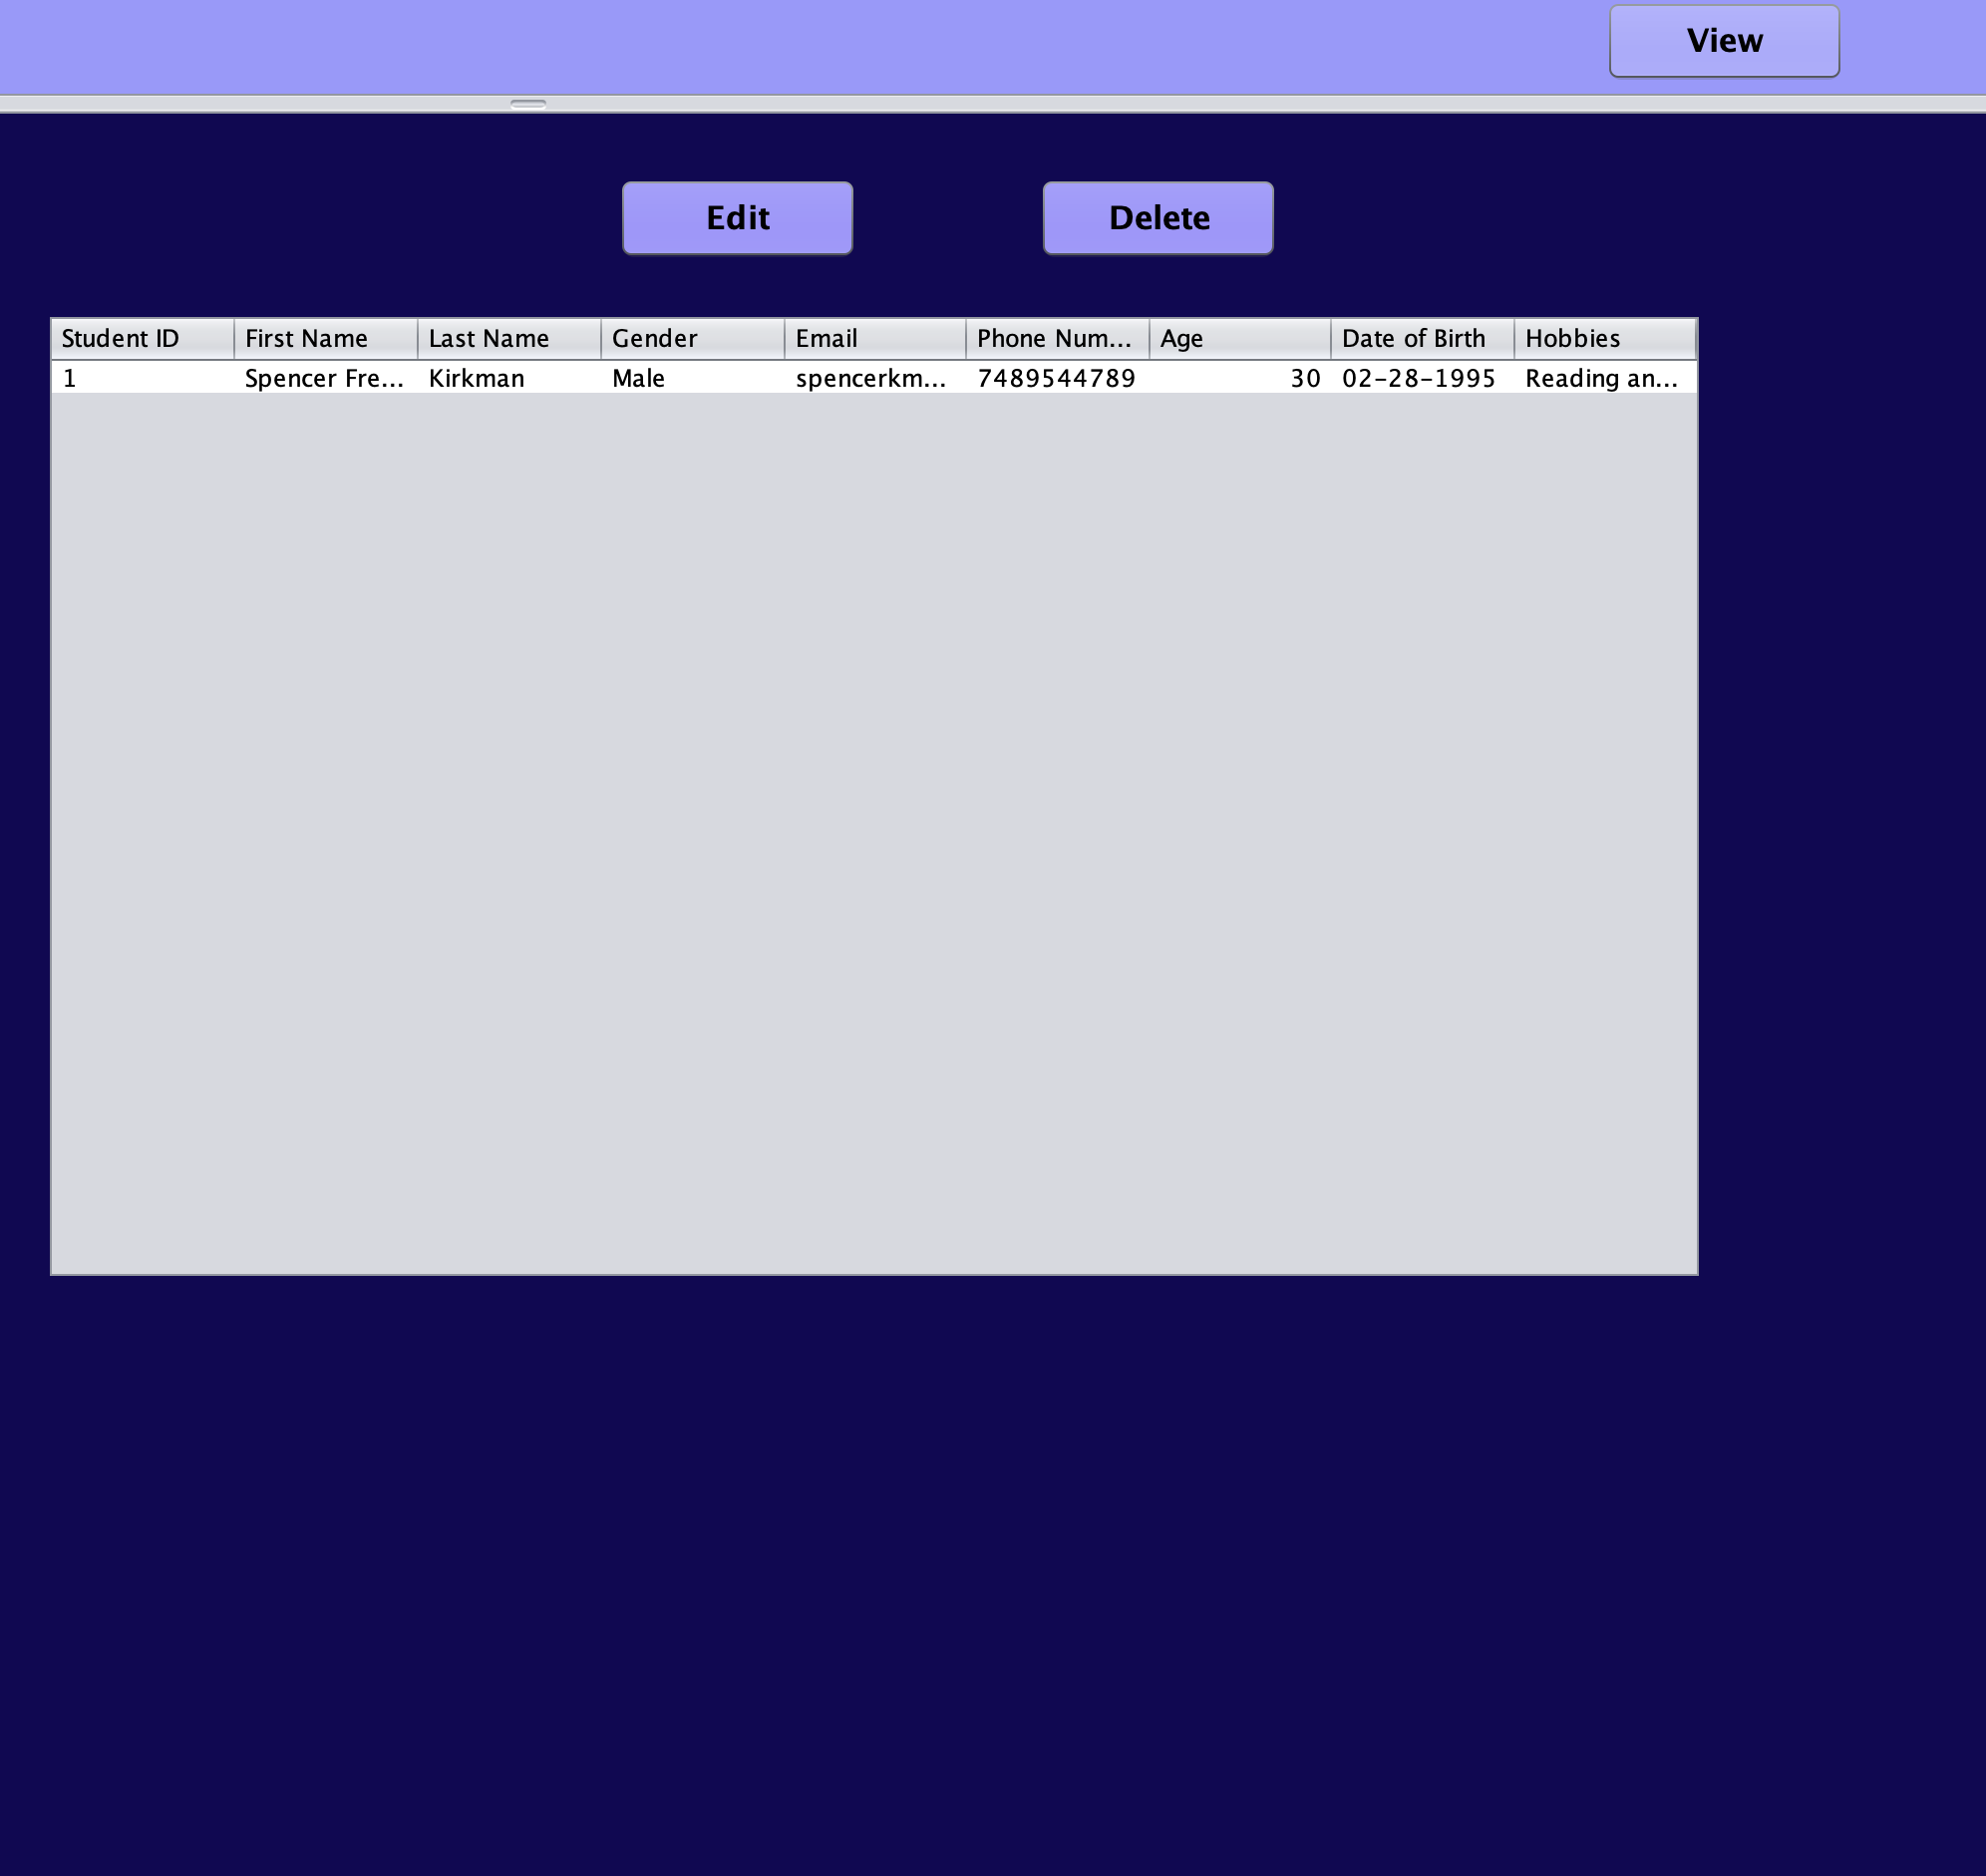 View
Edit Delete
Student ID First Name Last Name Gender Email Phone Num... Age Date of Birth Hobbies
1 Spencer Fre... Kirkman Male spencerkm... 7489544789 30 02-28-1995 Reading an...